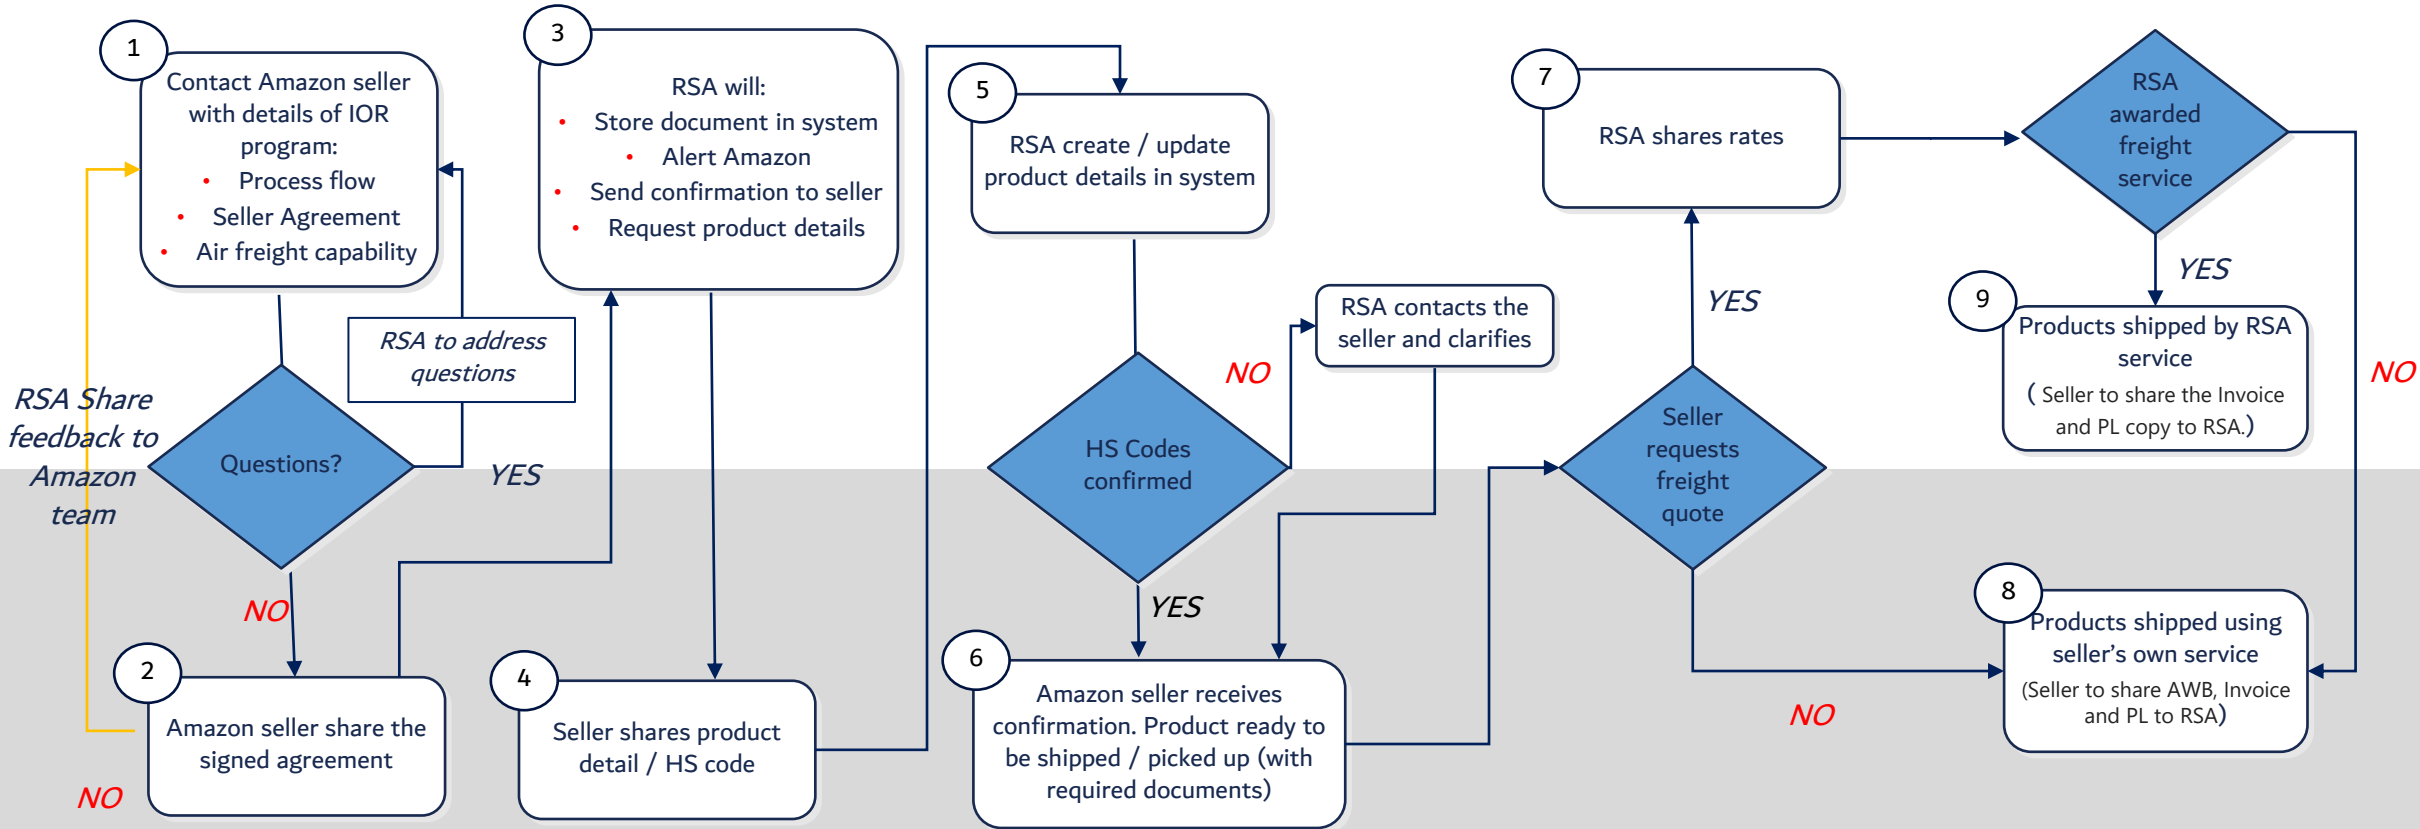 1
Contact Amazon seller
with details of IOR
program:
• Process flow
• Seller Agreement
• Air freight capability
RSA to address
questions
RSA Share
feedback to
Amazon
team
Questions?
YES
NO
2
Amazon seller share the
signed agreement
NO
3
RSA will:
• Store document in system
• Alert Amazon
• Send confirmation to seller
• Request product details
4
Seller shares product
detail / HS code
5
RSA create / update
product details in system
HS Codes
confirmed
NO
RSA contacts the
seller and clarifies
YES
6
Amazon seller receives
confirmation. Product ready to
be shipped / picked up (with
required documents)
Seller
requests
freight
quote
YES
NO
7
RSA shares rates
RSA
awarded
freight
service
YES
NO
9
Products shipped by RSA
service
( Seller to share the Invoice
and PL copy to RSA.)
8
Products shipped using
seller’s own service
(Seller to share AWB, Invoice
and PL to RSA)